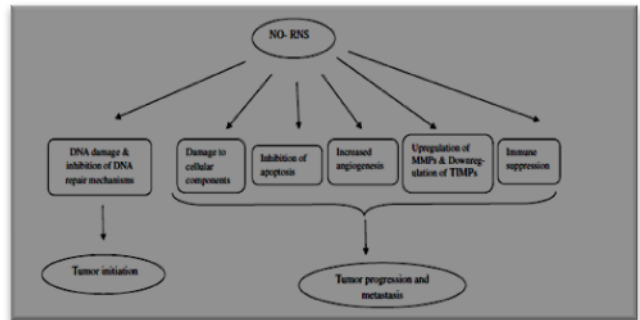 NO- RNS
DNA damage &
inhibition of DNA
repair mechanisms
Damage to
cellular
components
Inhibition of
apoptosis
Increased
angiogenesis
Upregulation of
MMPs & Downreg-
ulation of TIMPs
Immune
suppression
Tumor initiation
Tumor progression and
metastasis